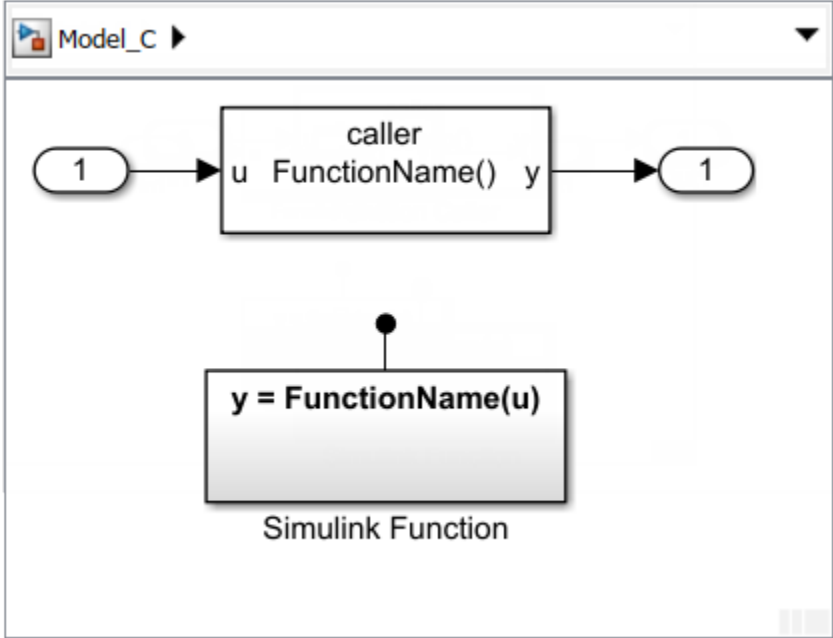 Model_C
caller
1 u FunctionName() y 1
y = FunctionName(u)
Simulink Function